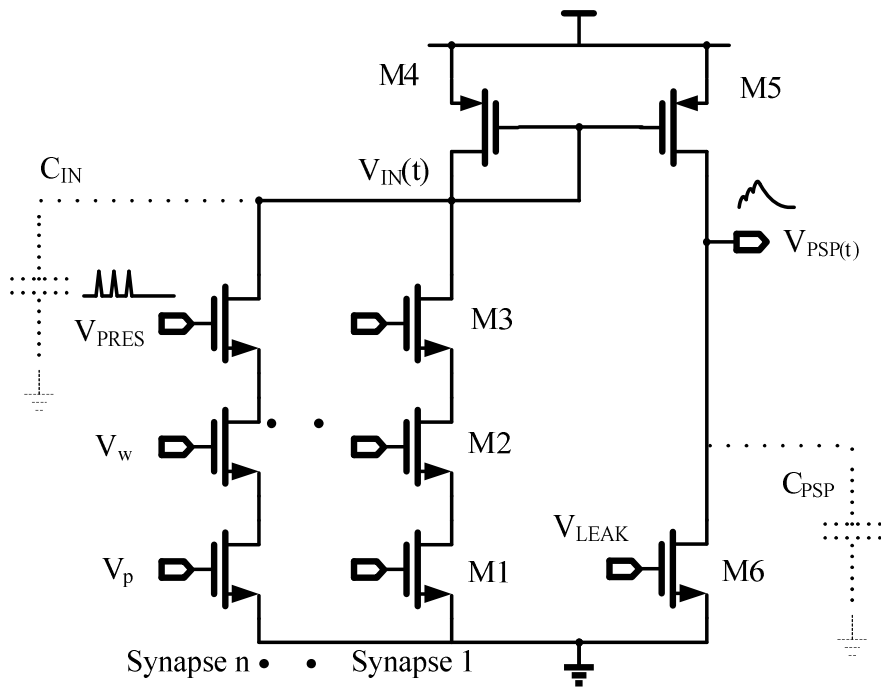 M4
M5
C_IN
V_IN(t)
V_PSP(t)
V_PRES
M3
V_w
M2
C_PSP
V_LEAK
V_p
M1
M6
Synapse n
Synapse 1